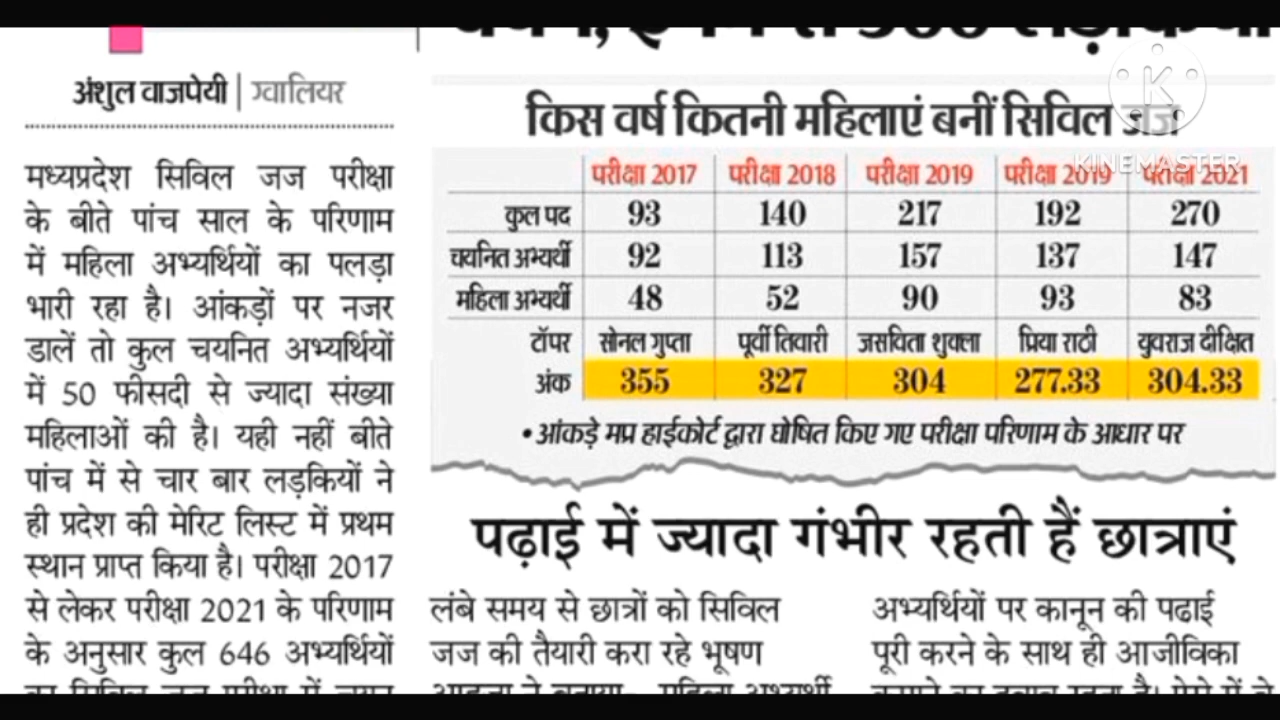 अंशुल वाजपेयी | ग्वालियर
मध्यप्रदेश सिविल जज परीक्षा
के बीते पांच साल के परिणाम
में महिला अभ्यर्थियों का पलड़ा
भारी रहा है। आंकड़ों पर नजर
डालें तो कुल चयनित अभ्यर्थियों
में 50 फीसदी से ज्यादा संख्या
महिलाओं की है। यही नहीं बीते
पांच में से चार बार लड़कियों ने
ही प्रदेश की मेरिट लिस्ट में प्रथम
स्थान प्राप्त किया है। परीक्षा 2017
से लेकर परीक्षा 2021 के परिणाम
के अनुसार कुल 646 अभ्यर्थियों
किस वर्ष कितनी महिलाएं बनीं सिविल जज
KINEMASTER
परीक्षा 2017 परीक्षा 2018 परीक्षा 2019 परीक्षा 2019 परीक्षा 2021
कुल पद 93 140 217 192 270
चयनित अभ्यर्थी 92 113 157 137 147
महिला अभ्यर्थी 48 52 90 93 83
टॉपर सोनल गुप्ता पूर्वी तिवारी जसविता शुक्ला प्रिया राठी युवराज दीक्षित
अंक 355 327 304 277.33 304.33
• आंकड़े मप्र हाईकोर्ट द्वारा घोषित किए गए परीक्षा परिणाम के आधार पर
पढ़ाई में ज्यादा गंभीर रहती हैं छात्राएं
लंबे समय से छात्रों को सिविल
जज की तैयारी करा रहे भूषण
अभ्यर्थियों पर कानून की पढाई
पूरी करने के साथ ही आजीविका